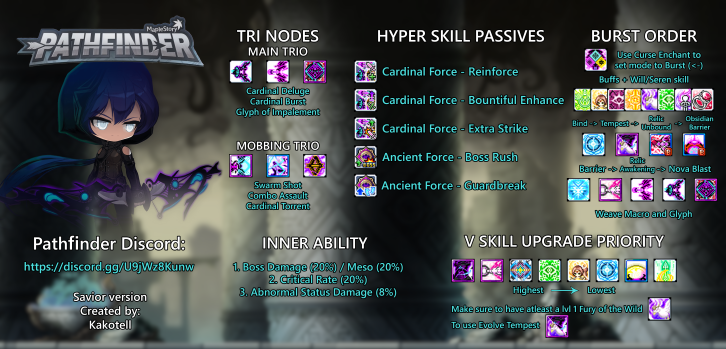 MapleStory
PATHFINDER
Pathfinder Discord:
https://discord.gg/U9jWz8Kunw
Savior version
Created by:
Kakotell
TRI NODES
MAIN TRIO
Cardinal Deluge
Cardinal Burst
Glyph of Impalement
MOBBING TRIO
Swarm Shot
Combo Assault
Cardinal Torrent
INNER ABILITY
1. Boss Damage (20%) / Meso (20%)
2. Critical Rate (20%)
3. Abnormal Status Damage (8%)
HYPER SKILL PASSIVES
Cardinal Force - Reinforce
Cardinal Force - Bountiful Enhance
Cardinal Force - Extra Strike
Ancient Force - Boss Rush
Ancient Force - Guardbreak
BURST ORDER
Use Curse Enchant to
set mode to Burst (<-)
Buffs + Will/Seren skill
Bind -> Tempest -> Relic Unbound -> Obsidian Barrier
Barrier -> Relic Awakening -> Nova Blast
Weave Macro and Glyph
V SKILL UPGRADE PRIORITY
Highest Lowest
Make sure to have atleast a lvl 1 Fury of the Wild
To use Evolve Tempest